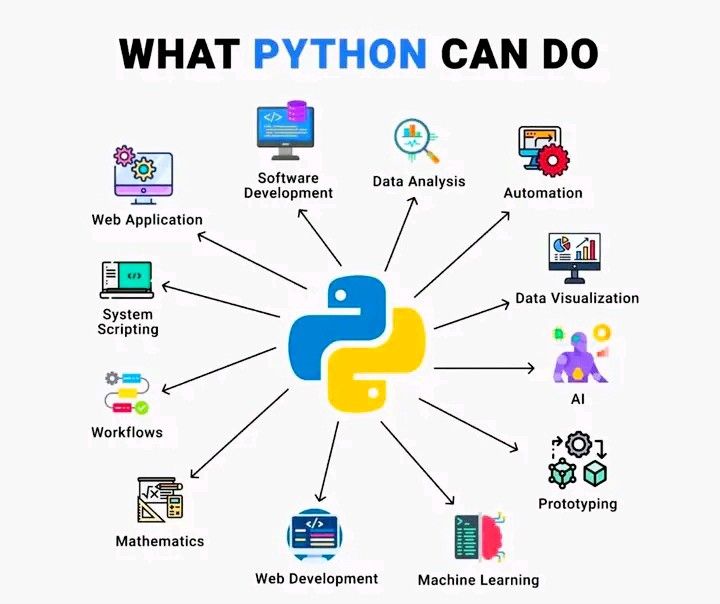 WHAT PYTHON CAN DO
Software
Development
Data Analysis
Automation
Web Application
Data Visualization
System
Scripting
AI
Workflows
Prototyping
Mathematics
Web Development
Machine Learning